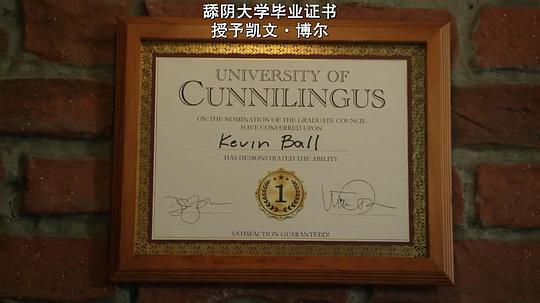 舔阴大学毕业证书
授予凯文·博尔
UNIVERSITY OF
CUNNILINGUS
ON THE NOMINATION OF THE GRADUATE COUNCIL
HAVE CONFERRED UPON
Kevin Ball
HAS DEMONSTRATED THE ABILITY
1
SATISFACTION GUARANTEED!